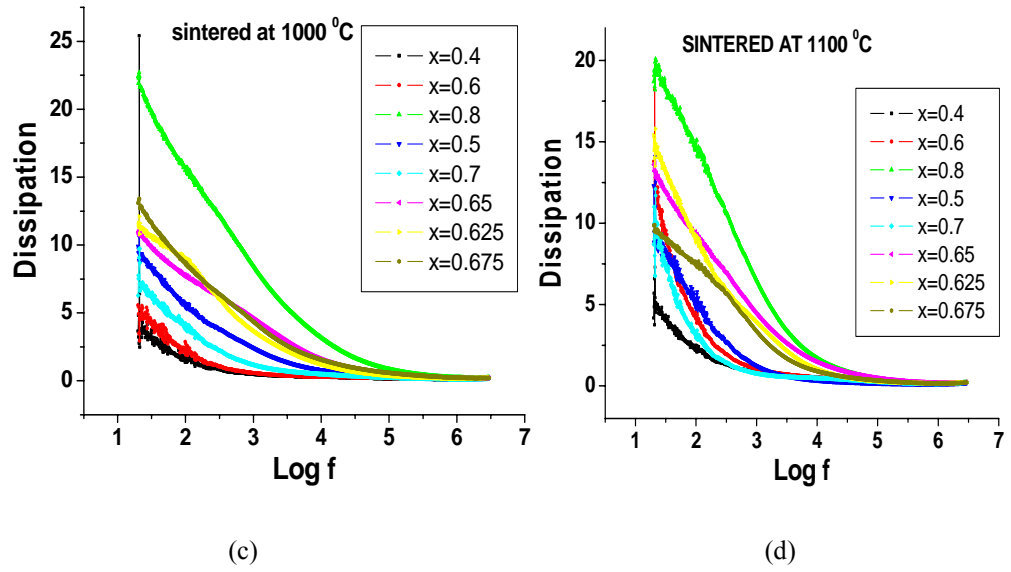 sintered at 1000 ⁰C
Dissipation
25
20
15
10
5
0
x=0.4
x=0.6
x=0.8
x=0.5
x=0.7
x=0.65
x=0.625
x=0.675
1 2 3 4 5 6 7
Log f
(c)
SINTERED AT 1100 ⁰C
Dissipation
20
15
10
5
0
x=0.4
x=0.6
x=0.8
x=0.5
x=0.7
x=0.65
x=0.625
x=0.675
1 2 3 4 5 6 7
Log f
(d)